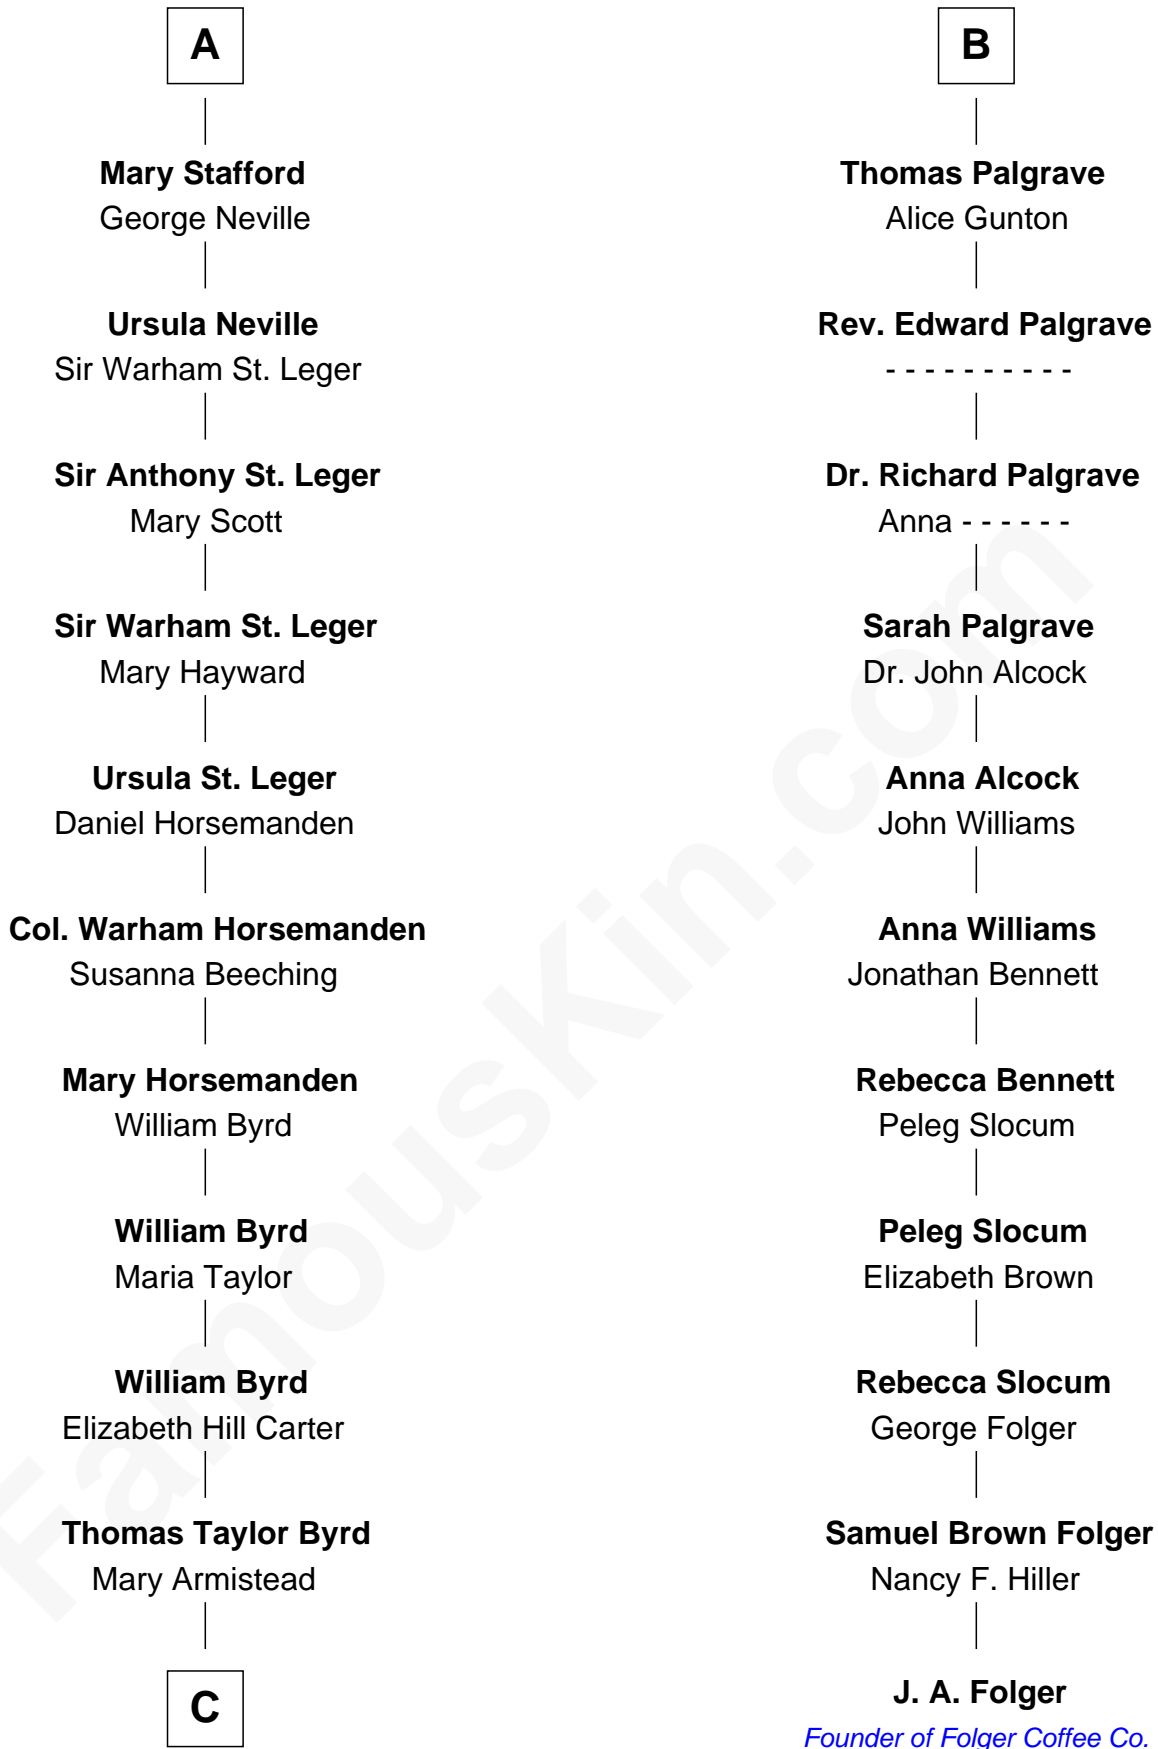 A
Mary Stafford
George Neville
Ursula Neville
Sir Warham St. Leger
Sir Anthony St. Leger
Mary Scott
Sir Warham St. Leger
Mary Hayward
Ursula St. Leger
Daniel Horsemanden
Col. Warham Horsemanden
Susanna Beeching
Mary Horsemanden
William Byrd
William Byrd
Maria Taylor
William Byrd
Elizabeth Hill Carter
Thomas Taylor Byrd
Mary Armistead
C
B
Thomas Palgrave
Alice Gunton
Rev. Edward Palgrave
- - - - - - - - - -
Dr. Richard Palgrave
Anna - - - - - -
Sarah Palgrave
Dr. John Alcock
Anna Alcock
John Williams
Anna Williams
Jonathan Bennett
Rebecca Bennett
Peleg Slocum
Peleg Slocum
Elizabeth Brown
Rebecca Slocum
George Folger
Samuel Brown Folger
Nancy F. Hiller
J. A. Folger
Founder of Folger Coffee Co.
FamousKin.com